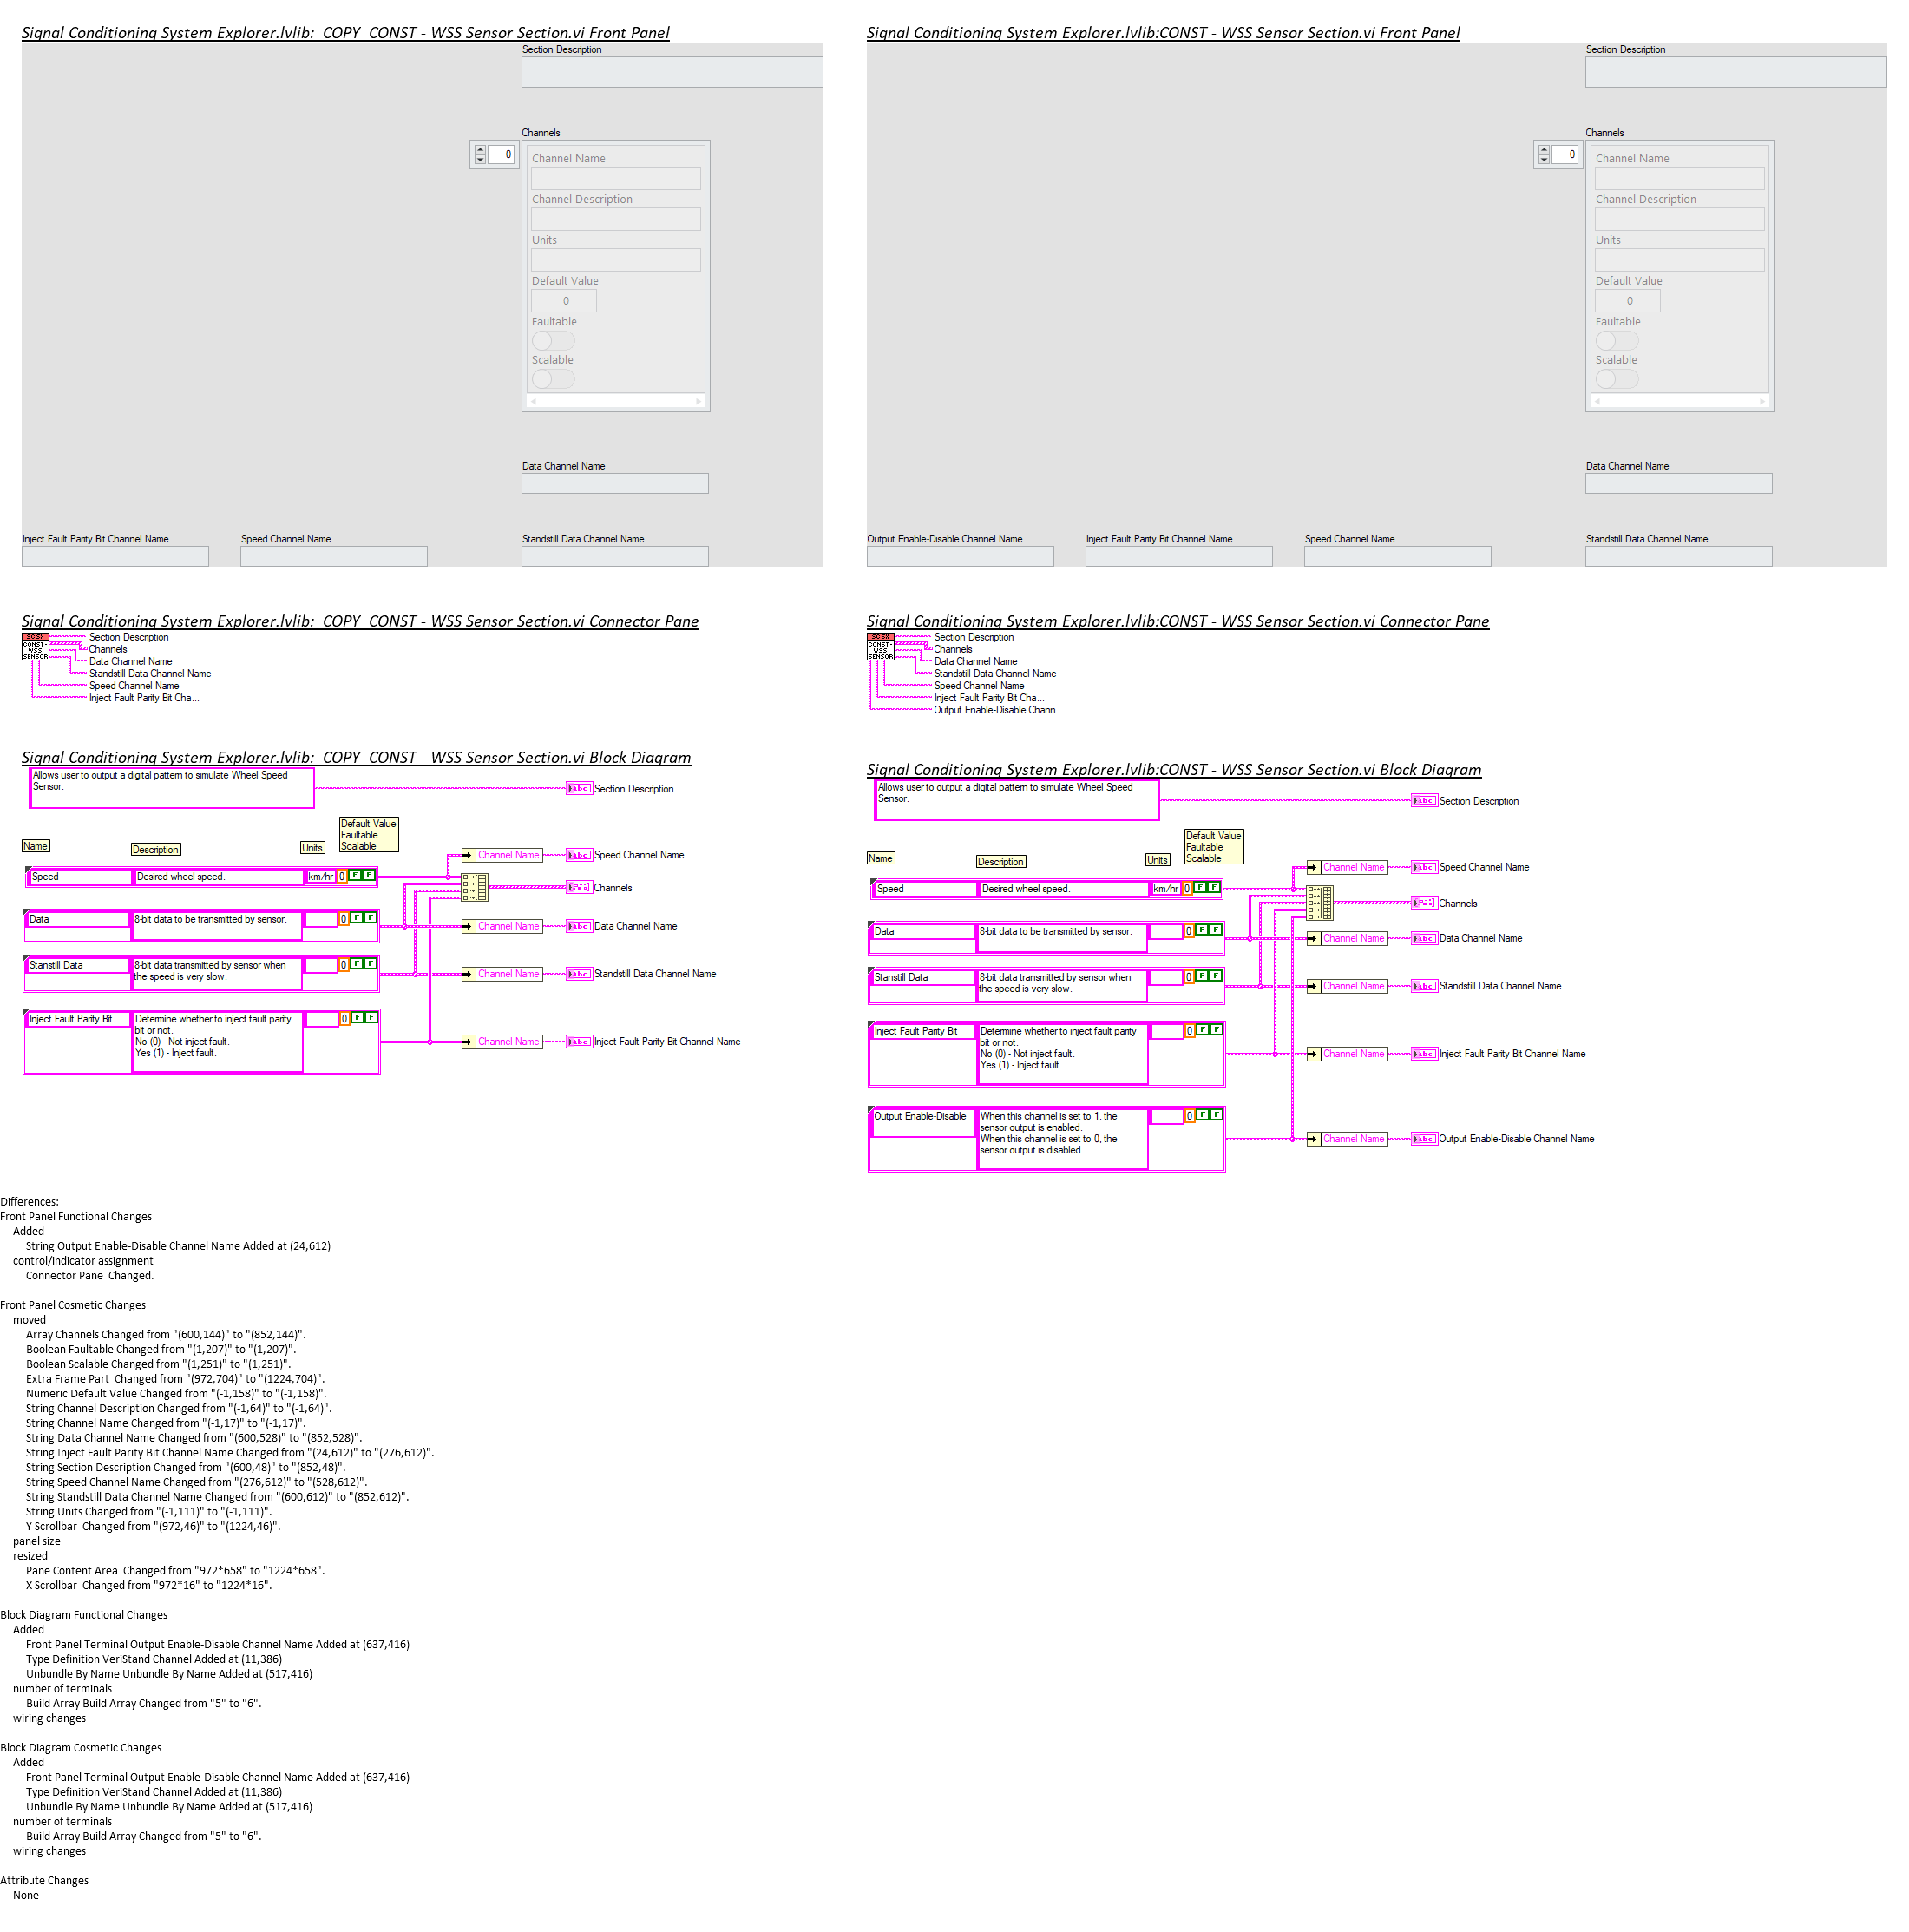 Signal Conditioning System Explorer.lvlib:  COPY  CONST - WSS Sensor Section.vi Front Panel
Section Description
Channels
0
Channel Name
Channel Description
Units
Default Value
0
Faultable
Scalable
Data Channel Name
Inject Fault Parity Bit Channel Name
Speed Channel Name
Standstill Data Channel Name
Signal Conditioning System Explorer.lvlib:CONST - WSS Sensor Section.vi Front Panel
Section Description
Channels
0
Channel Name
Channel Description
Units
Default Value
0
Faultable
Scalable
Data Channel Name
Output Enable-Disable Channel Name
Inject Fault Parity Bit Channel Name
Speed Channel Name
Standstill Data Channel Name
Signal Conditioning System Explorer.lvlib:  COPY  CONST - WSS Sensor Section.vi Connector Pane
CONST-
WSS
SENSOR
Section Description
Channels
Data Channel Name
Standstill Data Channel Name
Speed Channel Name
Inject Fault Parity Bit Cha...
Signal Conditioning System Explorer.lvlib:CONST - WSS Sensor Section.vi Connector Pane
CONST-
WSS
SENSOR
Section Description
Channels
Data Channel Name
Standstill Data Channel Name
Speed Channel Name
Inject Fault Parity Bit Cha...
Output Enable-Disable Chann...
Signal Conditioning System Explorer.lvlib:  COPY  CONST - WSS Sensor Section.vi Block Diagram
Allows user to output a digital pattern to simulate Wheel Speed
Sensor.
abc
Section Description
Name
Description
Units
Default Value
Faultable
Scalable
Speed
Desired wheel speed.
km/hr
0
F
F
Channel Name
abc
Speed Channel Name
Channels
Data
8-bit data to be transmitted by sensor.
0
F
F
Channel Name
abc
Data Channel Name
Stanstill Data
8-bit data transmitted by sensor when
the speed is very slow.
0
F
F
Channel Name
abc
Standstill Data Channel Name
Inject Fault Parity Bit
Determine whether to inject fault parity
bit or not.
No (0) - Not inject fault.
Yes (1) - Inject fault.
0
F
F
Channel Name
abc
Inject Fault Parity Bit Channel Name
Signal Conditioning System Explorer.lvlib:CONST - WSS Sensor Section.vi Block Diagram
Allows user to output a digital pattern to simulate Wheel Speed
Sensor.
abc
Section Description
Name
Description
Units
Default Value
Faultable
Scalable
Speed
Desired wheel speed.
km/hr
0
F
F
Channel Name
abc
Speed Channel Name
Channels
Data
8-bit data to be transmitted by sensor.
0
F
F
Channel Name
abc
Data Channel Name
Stanstill Data
8-bit data transmitted by sensor when
the speed is very slow.
0
F
F
Channel Name
abc
Standstill Data Channel Name
Inject Fault Parity Bit
Determine whether to inject fault parity
bit or not.
No (0) - Not inject fault.
Yes (1) - Inject fault.
0
F
F
Channel Name
abc
Inject Fault Parity Bit Channel Name
Output Enable-Disable
When this channel is set to 1, the
sensor output is enabled.
When this channel is set to 0, the
sensor output is disabled.
0
F
F
Channel Name
abc
Output Enable-Disable Channel Name
Differences:
Front Panel Functional Changes
Added
String Output Enable-Disable Channel Name Added at (24,612)
control/indicator assignment
Connector Pane  Changed.
Front Panel Cosmetic Changes
moved
Array Channels Changed from "(600,144)" to "(852,144)".
Boolean Faultable Changed from "(1,207)" to "(1,207)".
Boolean Scalable Changed from "(1,251)" to "(1,251)".
Extra Frame Part  Changed from "(972,704)" to "(1224,704)".
Numeric Default Value Changed from "(-1,158)" to "(-1,158)".
String Channel Description Changed from "(-1,64)" to "(-1,64)".
String Channel Name Changed from "(-1,17)" to "(-1,17)".
String Data Channel Name Changed from "(600,528)" to "(852,528)".
String Inject Fault Parity Bit Channel Name Changed from "(24,612)" to "(276,612)".
String Section Description Changed from "(600,48)" to "(852,48)".
String Speed Channel Name Changed from "(276,612)" to "(528,612)".
String Standstill Data Channel Name Changed from "(600,612)" to "(852,612)".
String Units Changed from "(-1,111)" to "(-1,111)".
Y Scrollbar  Changed from "(972,46)" to "(1224,46)".
panel size
resized
Pane Content Area  Changed from "972*658" to "1224*658".
X Scrollbar  Changed from "972*16" to "1224*16".
Block Diagram Functional Changes
Added
Front Panel Terminal Output Enable-Disable Channel Name Added at (637,416)
Type Definition VeriStand Channel Added at (11,386)
Unbundle By Name Unbundle By Name Added at (517,416)
number of terminals
Build Array Build Array Changed from "5" to "6".
wiring changes
Block Diagram Cosmetic Changes
Added
Front Panel Terminal Output Enable-Disable Channel Name Added at (637,416)
Type Definition VeriStand Channel Added at (11,386)
Unbundle By Name Unbundle By Name Added at (517,416)
number of terminals
Build Array Build Array Changed from "5" to "6".
wiring changes
Attribute Changes
None